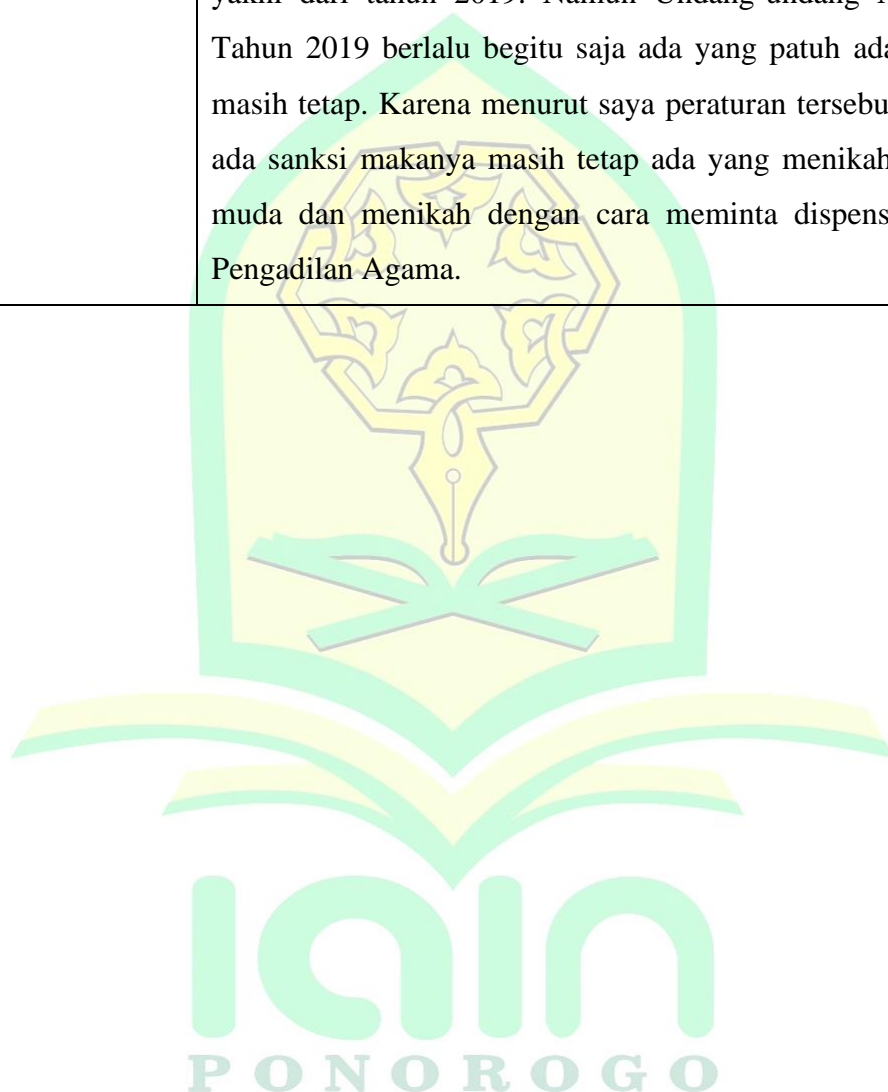 yakni dari tahun 2019. Namun Undang-undang
Tahun 2019 berlalu begitu saja ada yang patuh ada
masih tetap. Karena menurut saya peraturan tersebu
ada sanksi makanya masih tetap ada yang menikah
muda dan menikah dengan cara meminta dispens
Pengadilan Agama.
iain
PONOROGO